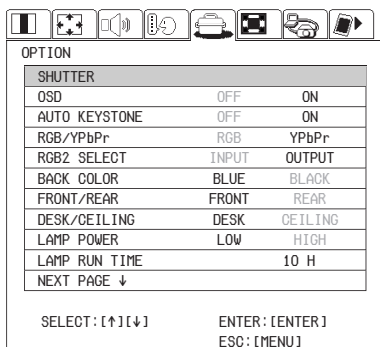 OPTION
SHUTTER
OSD OFF ON
AUTO KEYSTONE OFF ON
RGB/YPbPr RGB YPbPr
RGB2 SELECT INPUT OUTPUT
BACK COLOR BLUE BLACK
FRONT/REAR FRONT REAR
DESK/CEILING DESK CEILING
LAMP POWER LOW HIGH
LAMP RUN TIME 10 H
NEXT PAGE ↓
SELECT:[↑][↓] ENTER:[ENTER]
ESC:[MENU]